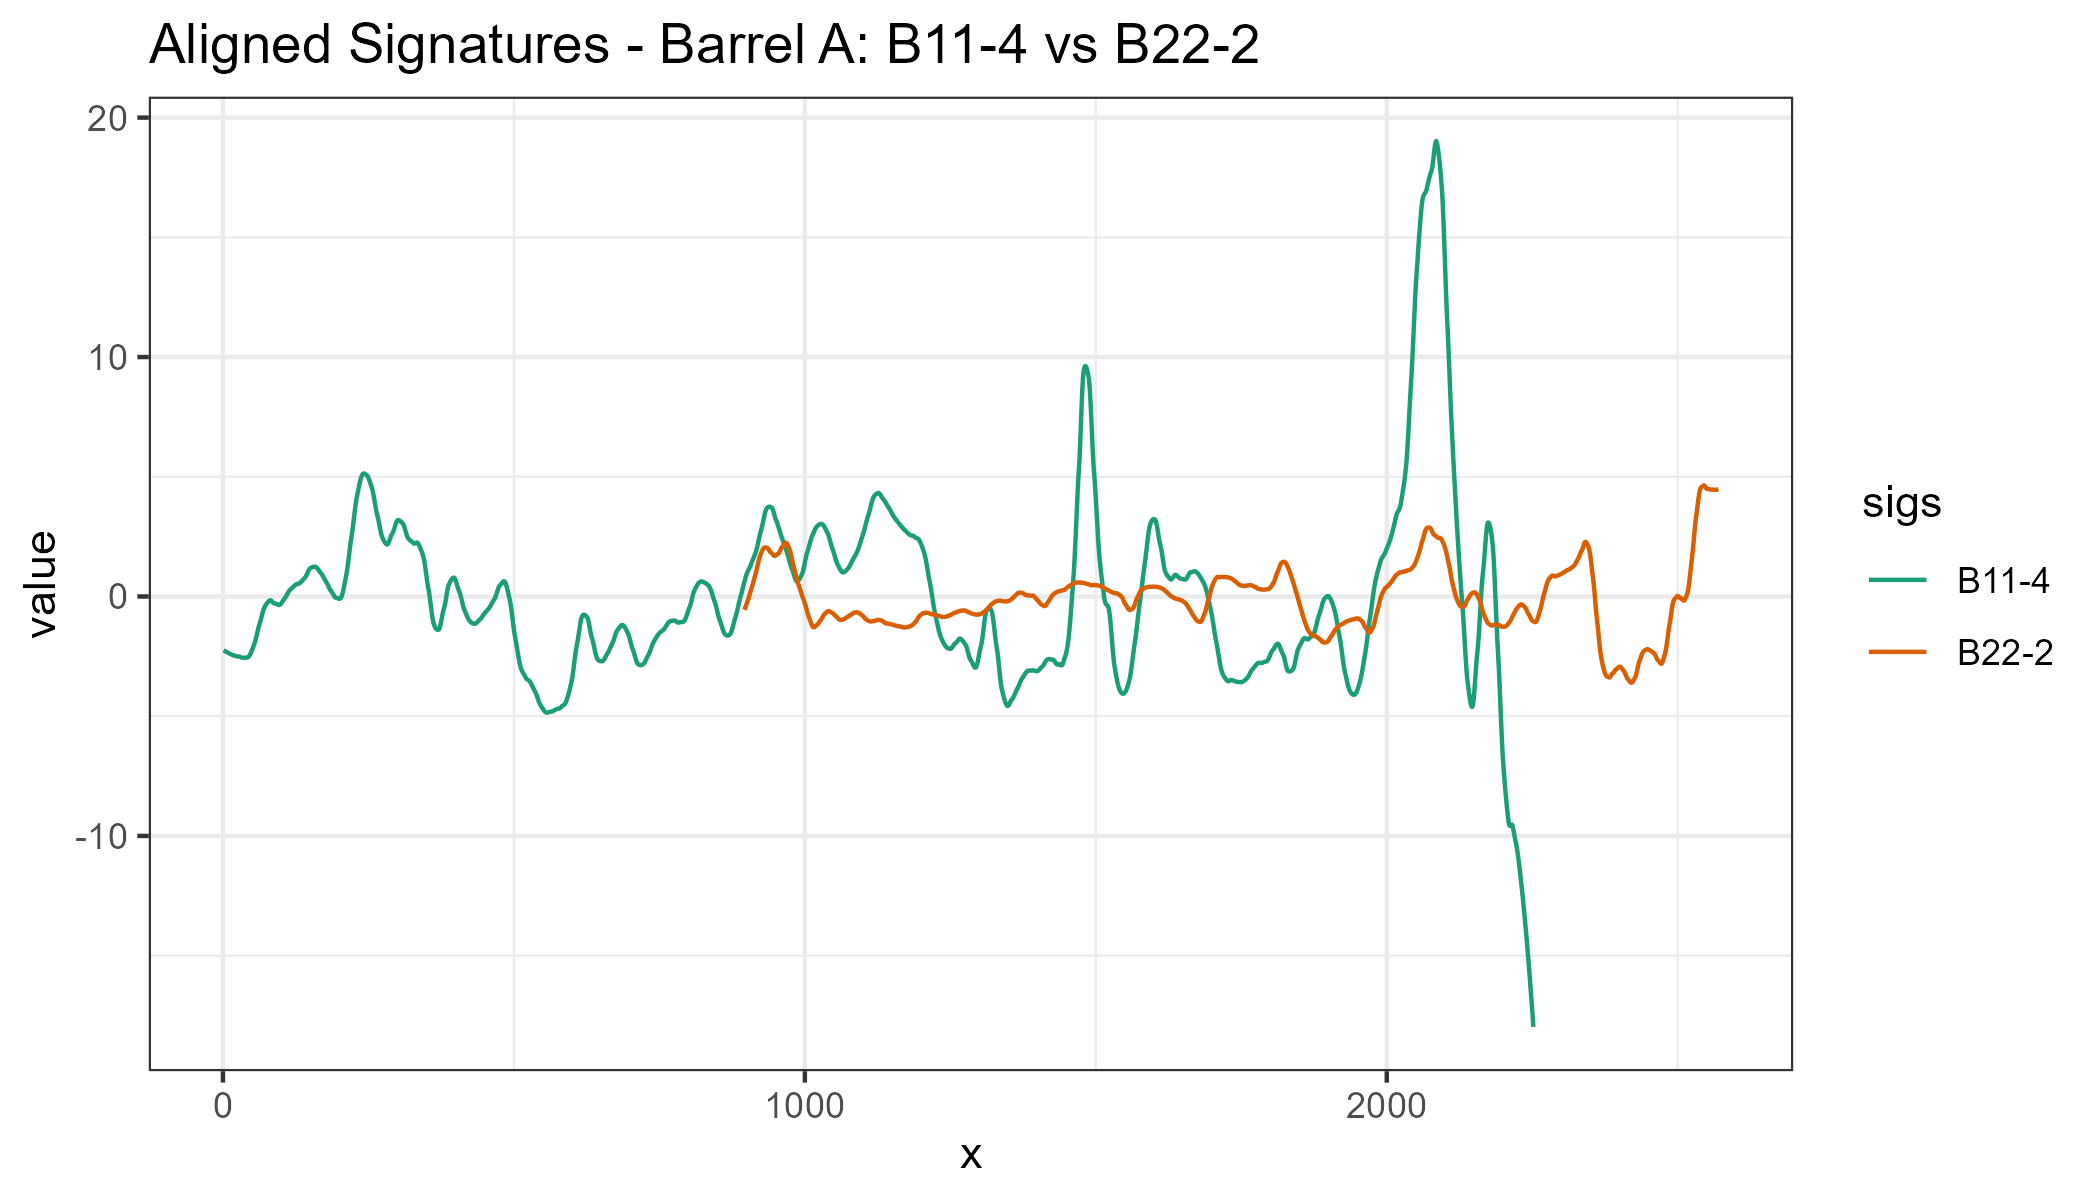 Aligned Signatures - Barrel A: B11-4 vs B22-2
20
10
0
-10
value
0 1000 2000
x
sigs
B11-4
B22-2